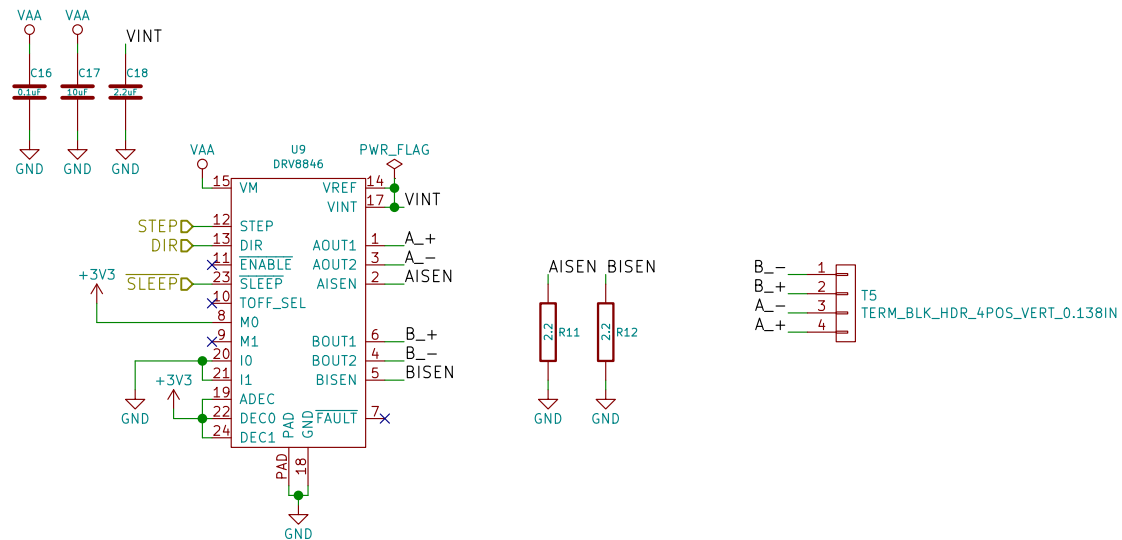 VAA VAA
VINT
C16 C17 C18
0.1uF 10uF 2.2uF
GND GND GND
U9
DRV8846
VAA PWR_FLAG
15 VM VREF 14
VINT 17 VINT
STEP 12 STEP
DIR 13 DIR AOUT1 1 A_+
11 ENABLE AOUT2 3 A_-
+3V3 SLEEP 23 SLEEP AISEN 2 AISEN
10 TOFF_SEL
8 M0
9 M1 BOUT1 6 B_+
20 I0 BOUT2 4 B_-
+3V3 21 I1 BISEN 5 BISEN
19 ADEC
GND 22 DEC0 FAULT 7
24 DEC1
PAD GND
PAD 18
GND
AISEN BISEN
2.2 R11 2.2 R12
GND GND
B_- 1
B_+ 2
A_- 3
A_+ 4
T5
TERM_BLK_HDR_4POS_VERT_0.138IN